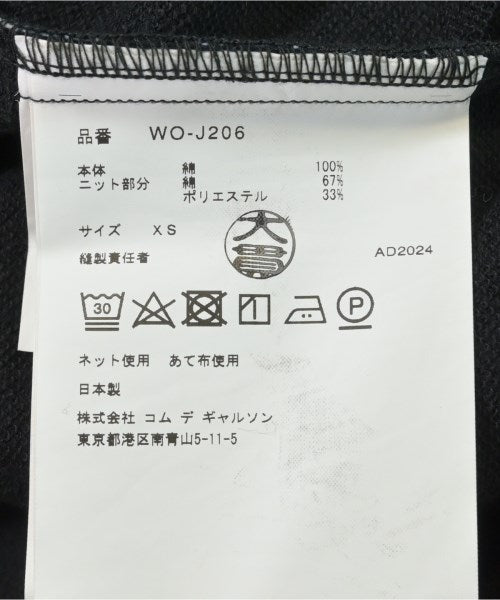 品番 WO-J206
本体 綿 100%
ニット部分 綿 67%
ポリエステル 33%
サイズ XS
縫製責任者
AD2024
30
ネット使用 あて布使用
日本製
株式会社 コム デ ギャルソン
東京都港区南青山5-11-5